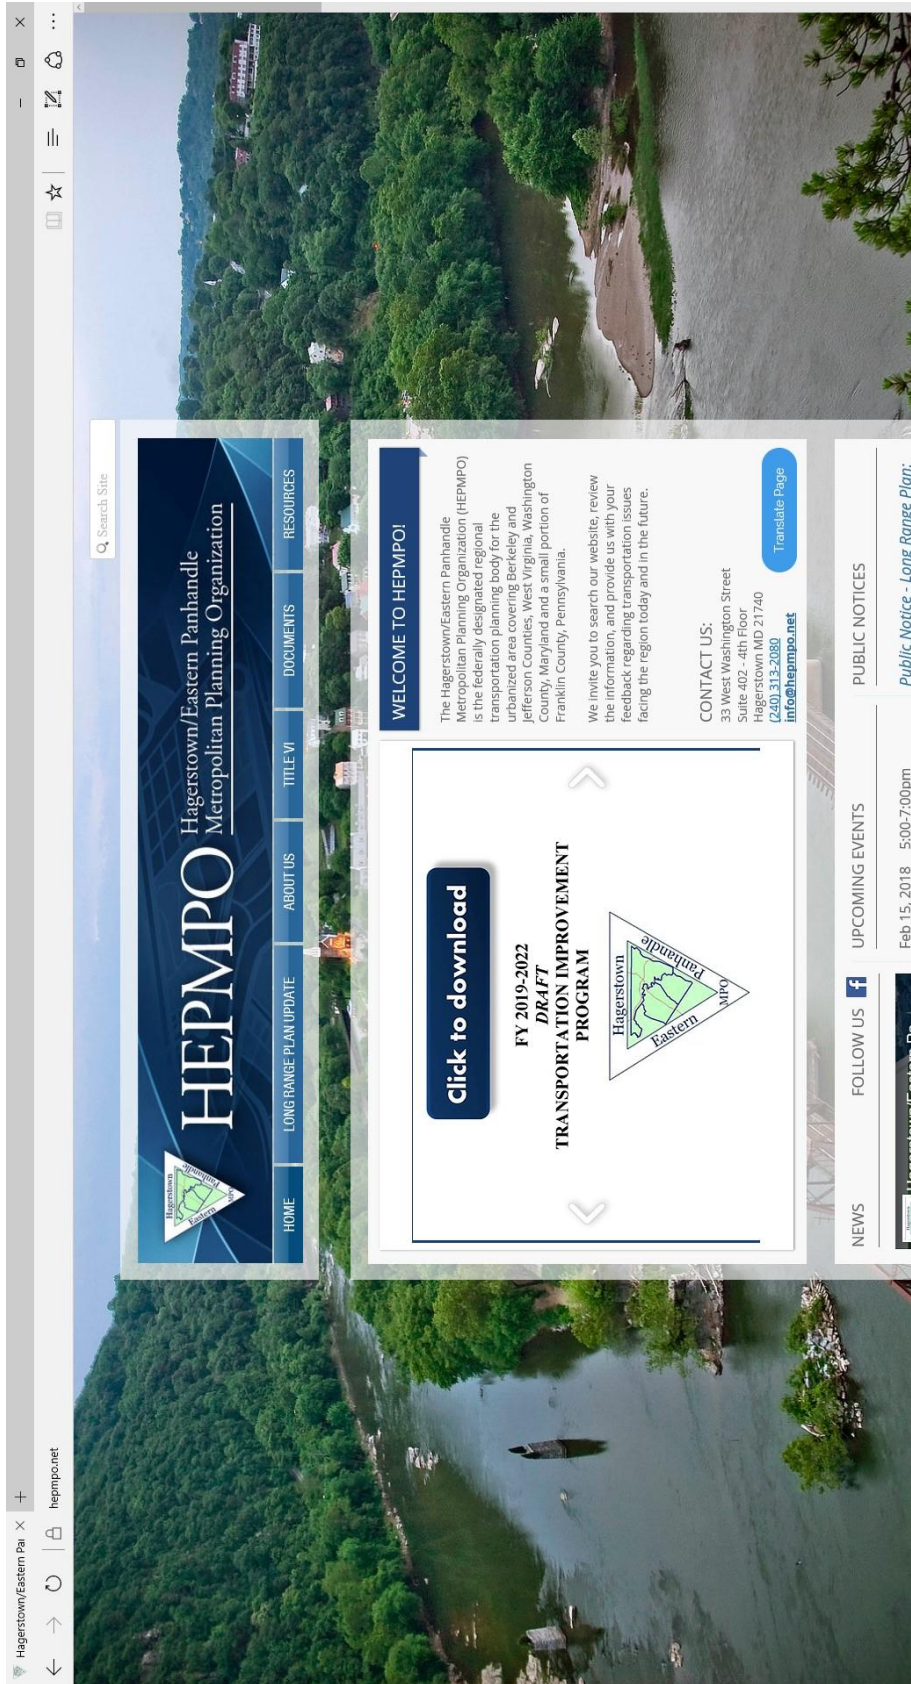 Hagerstown/Eastern Pai
hepmpo.net
Search Site
Hagerstown
Eastern
Panhandle
MPO
HEPMPO
Hagerstown/Eastern Panhandle
Metropolitan Planning Organization
HOME
LONG RANGE PLAN UPDATE
ABOUT US
TITLE VI
DOCUMENTS
RESOURCES
Click to download
FY 2019-2022
DRAFT
TRANSPORTATION IMPROVEMENT
PROGRAM
Hagerstown
Eastern
Panhandle
MPO
WELCOME TO HEPMPO!
The Hagerstown/Eastern Panhandle
Metropolitan Planning Organization (HEPMPO)
is the federally designated regional
transportation planning body for the
urbanized area covering Berkeley and
Jefferson Counties, West Virginia, Washington
County, Maryland and a small portion of
Franklin County, Pennsylvania.
We invite you to search our website, review
the information, and provide us with your
feedback regarding transportation issues
facing the region today and in the future.
CONTACT US:
33 West Washington Street
Suite 402 - 4th Floor
Hagerstown MD 21740
(240) 313-2080
info@hepmpo.net
Translate Page
NEWS
FOLLOW US
UPCOMING EVENTS
Feb 15, 2018 5:00-7:00pm
PUBLIC NOTICES
Public Notice - Long Range Plan: